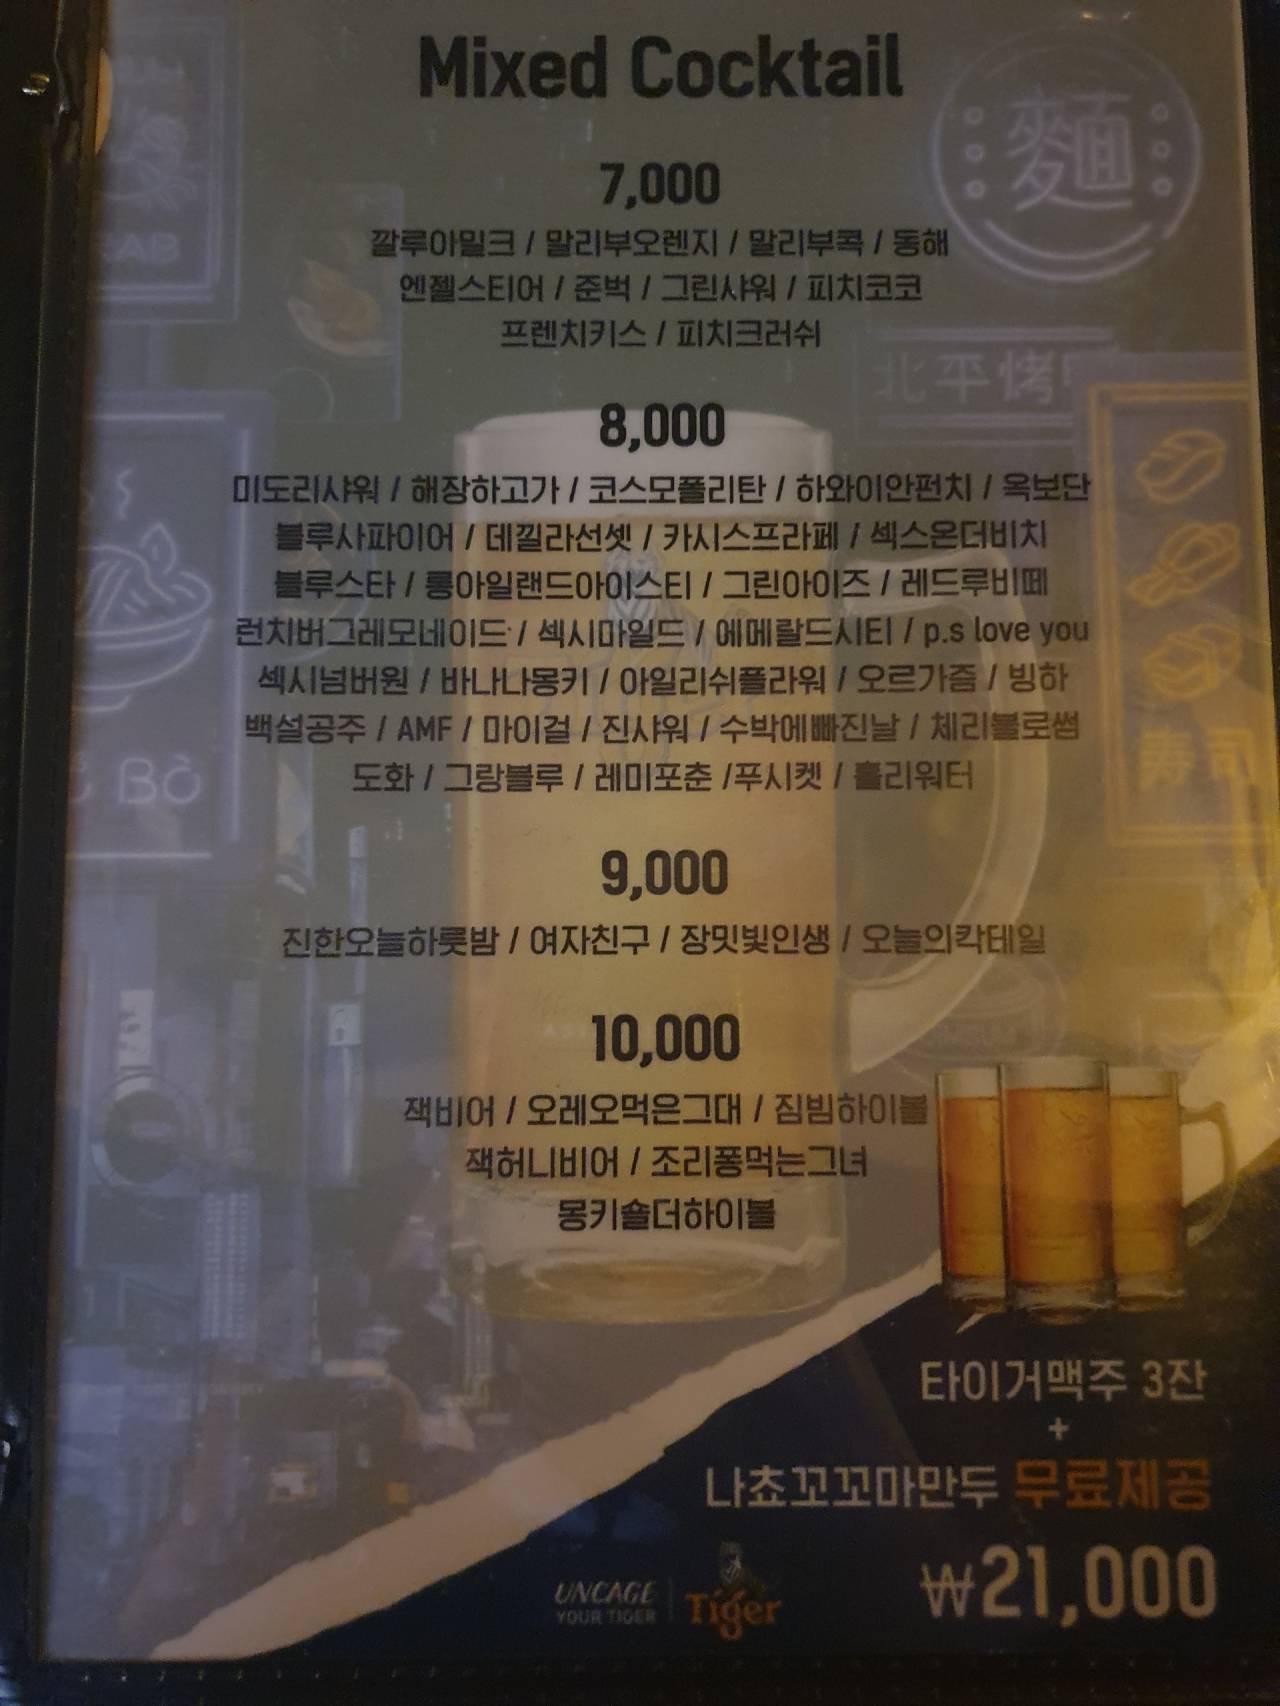 Mixed Cocktail
麵
7,000
깔루아밀크 / 말리부오렌지 / 말리부콕 / 동해
엔젤스티어 / 준벅 / 그린샤워 / 피치코코
프렌치키스 / 피치크러쉬
北平烤
8,000
미도리샤워 / 해장하고가 / 코스모폴리탄 / 하와이안펀치 / 옥보단
블루사파이어 / 데낄라선셋 / 카시스프라페 / 섹스온더비치
블루스타 / 롱아일랜드아이스티 / 그린아이즈 / 레드루비떼
런치버그레모네이드 / 섹시마일드 / 에메랄드시티 / p.s love you
섹시넘버원 / 바나나몽키 / 아일리쉬플라워 / 오르가즘 / 빙하
백설공주 / AMF / 마이걸 / 진샤워 / 수박에빠진날 / 체리블로썸
도화 / 그랑블루 / 레미포춘 /푸시켓 / 홀리워터
寿司
BÒ
9,000
진한오늘하룻밤 / 여자친구 / 장밋빛인생 / 오늘의칵테일
10,000
잭비어 / 오레오먹은그대 / 짐빔하이볼
잭허니비어 / 조리퐁먹는그녀
몽키숄더하이볼
타이거맥주 3잔
+
나쵸꼬꼬마만두 무료제공
₩21,000
UNCAGE
YOUR TIGER
Tiger